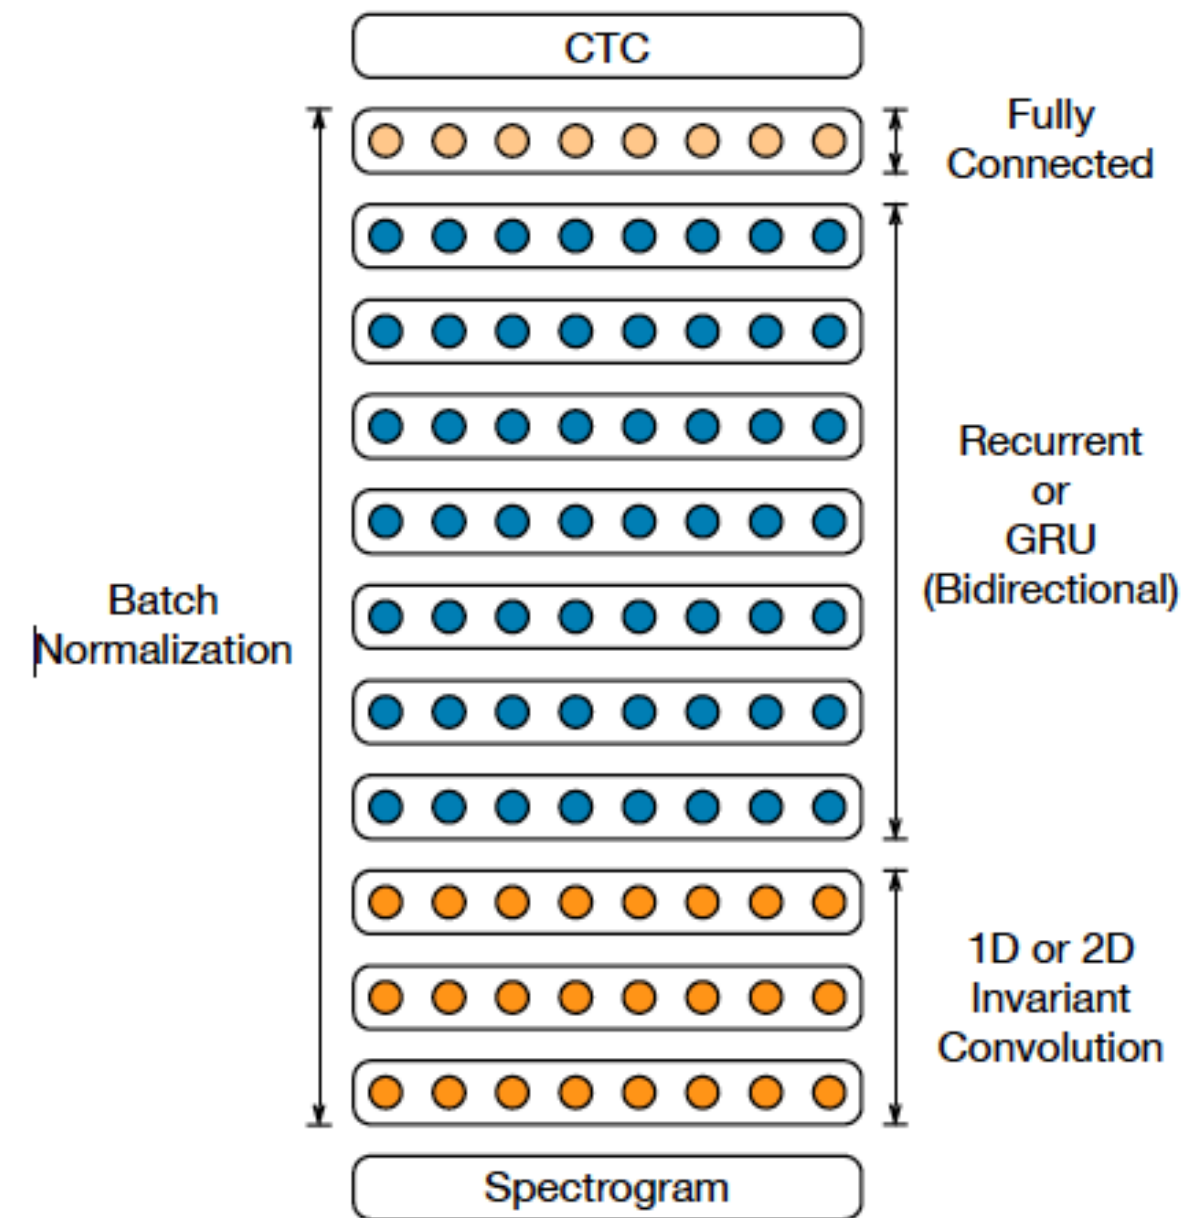 CTC
Fully
Connected
Recurrent
or
GRU
(Bidirectional)
Batch
Normalization
1D or 2D
Invariant
Convolution
Spectrogram